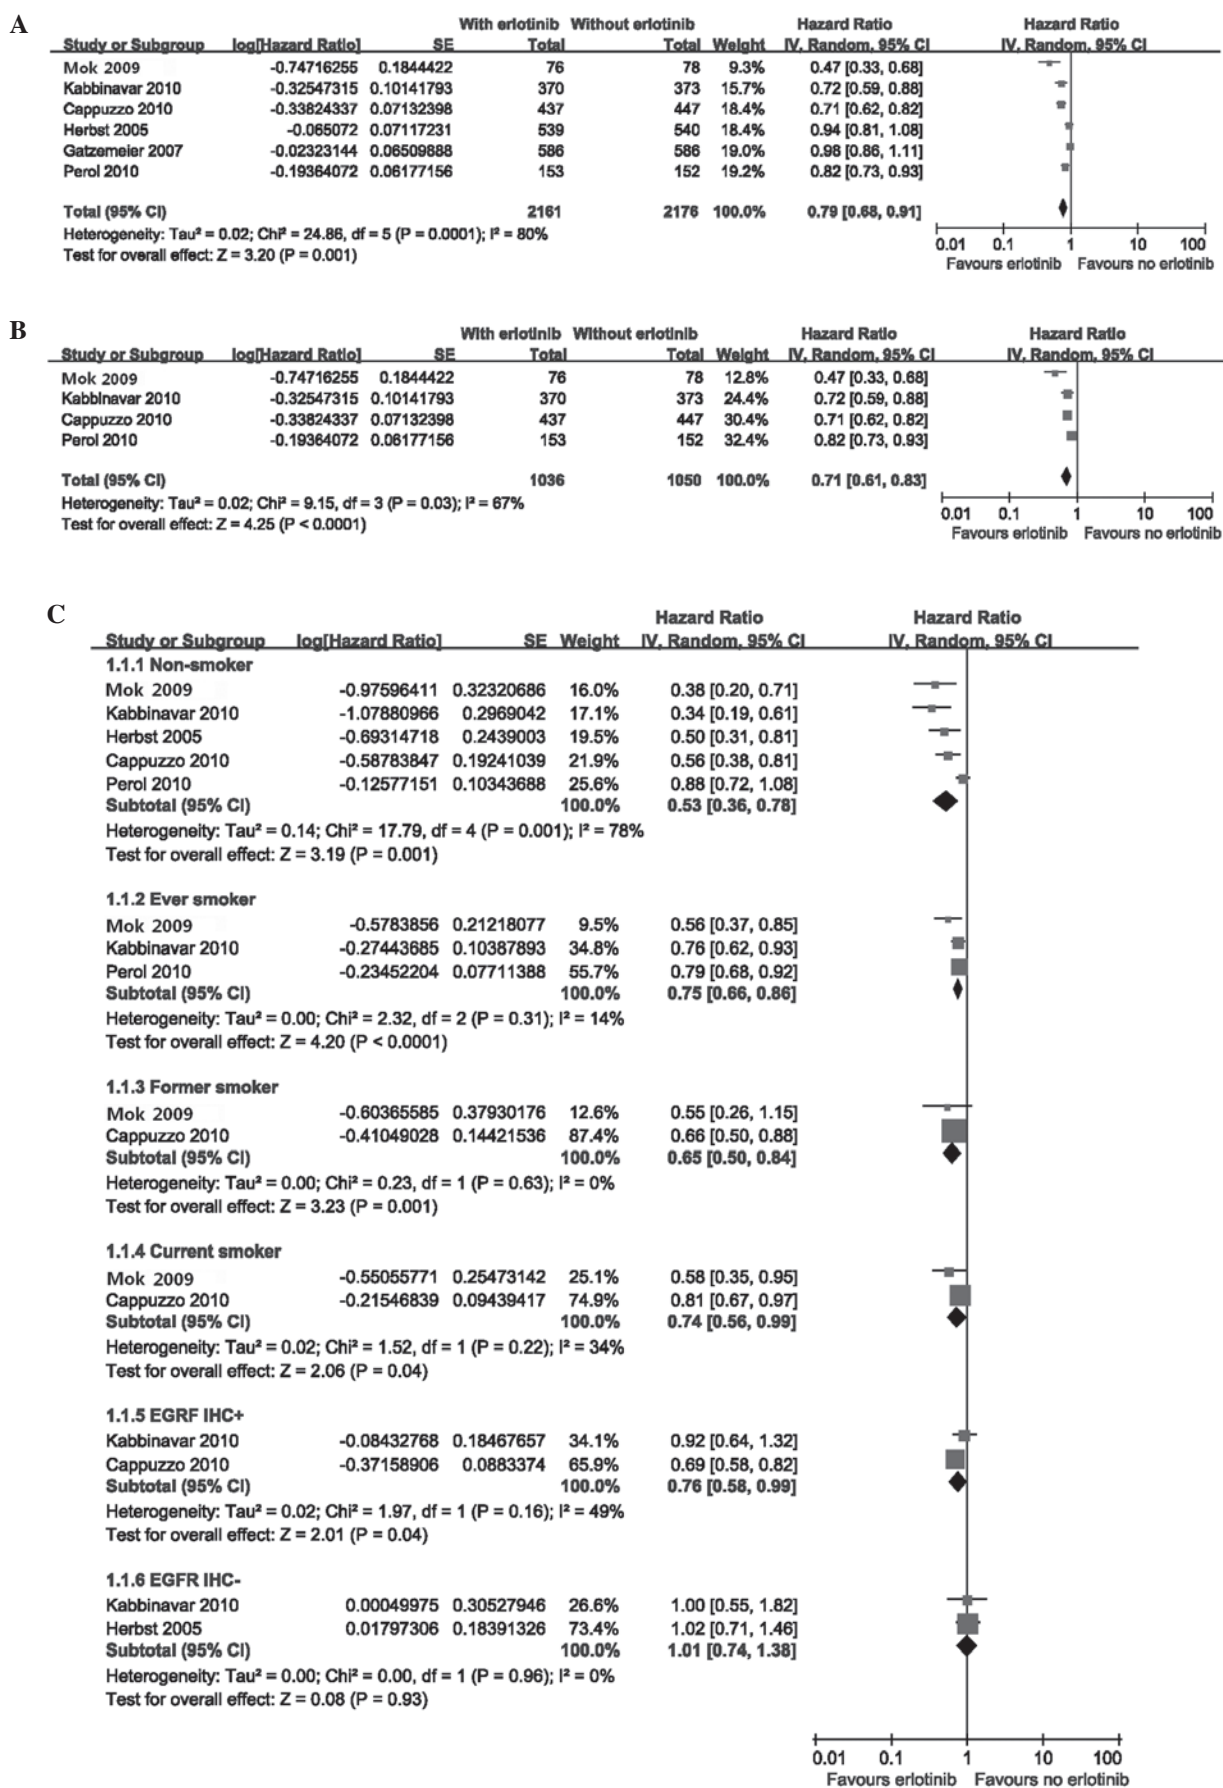 A
With erlotinib Without erlotinib Hazard Ratio Hazard Ratio
Study or Subgroup log[Hazard Ratio] SE Total Total Weight IV, Random, 95% CI IV, Random, 95% CI
Mok 2009 -0.74716255 0.1844422 76 78 9.3% 0.47 [0.33, 0.68]
Kabbinavar 2010 -0.32547315 0.10141793 370 373 15.7% 0.72 [0.59, 0.88]
Cappuzzo 2010 -0.33824337 0.07132398 437 447 18.4% 0.71 [0.62, 0.82]
Herbst 2005 -0.065072 0.07117231 539 540 18.4% 0.94 [0.81, 1.08]
Gatzemeier 2007 -0.02323144 0.06509888 586 586 19.0% 0.98 [0.86, 1.11]
Perol 2010 -0.19364072 0.06177156 153 152 19.2% 0.82 [0.73, 0.93]
Total (95% CI) 2161 2176 100.0% 0.79 [0.68, 0.91]
Heterogeneity: Tau² = 0.02; Chi² = 24.86, df = 5 (P = 0.0001); I² = 80%
Test for overall effect: Z = 3.20 (P = 0.001)
0.01 0.1 1 10 100
Favours erlotinib Favours no erlotinib
B
With erlotinib Without erlotinib Hazard Ratio Hazard Ratio
Study or Subgroup log[Hazard Ratio] SE Total Total Weight IV, Random, 95% CI IV, Random, 95% CI
Mok 2009 -0.74716255 0.1844422 76 78 12.8% 0.47 [0.33, 0.68]
Kabbinavar 2010 -0.32547315 0.10141793 370 373 24.4% 0.72 [0.59, 0.88]
Cappuzzo 2010 -0.33824337 0.07132398 437 447 30.4% 0.71 [0.62, 0.82]
Perol 2010 -0.19364072 0.06177156 153 152 32.4% 0.82 [0.73, 0.93]
Total (95% CI) 1036 1050 100.0% 0.71 [0.61, 0.83]
Heterogeneity: Tau² = 0.02; Chi² = 9.15, df = 3 (P = 0.03); I² = 67%
Test for overall effect: Z = 4.25 (P < 0.0001)
0.01 0.1 1 10 100
Favours erlotinib Favours no erlotinib
C
Hazard Ratio Hazard Ratio
Study or Subgroup log[Hazard Ratio] SE Weight IV, Random, 95% CI IV, Random, 95% CI
1.1.1 Non-smoker
Mok 2009 -0.97596411 0.32320686 16.0% 0.38 [0.20, 0.71]
Kabbinavar 2010 -1.07880966 0.2969042 17.1% 0.34 [0.19, 0.61]
Herbst 2005 -0.69314718 0.2439003 19.5% 0.50 [0.31, 0.81]
Cappuzzo 2010 -0.58783847 0.19241039 21.9% 0.56 [0.38, 0.81]
Perol 2010 -0.12577151 0.10343688 25.6% 0.88 [0.72, 1.08]
Subtotal (95% CI) 100.0% 0.53 [0.36, 0.78]
Heterogeneity: Tau² = 0.14; Chi² = 17.79, df = 4 (P = 0.001); I² = 78%
Test for overall effect: Z = 3.19 (P = 0.001)
1.1.2 Ever smoker
Mok 2009 -0.5783856 0.21218077 9.5% 0.56 [0.37, 0.85]
Kabbinavar 2010 -0.27443685 0.10387893 34.8% 0.76 [0.62, 0.93]
Perol 2010 -0.23452204 0.07711388 55.7% 0.79 [0.68, 0.92]
Subtotal (95% CI) 100.0% 0.75 [0.66, 0.86]
Heterogeneity: Tau² = 0.00; Chi² = 2.32, df = 2 (P = 0.31); I² = 14%
Test for overall effect: Z = 4.20 (P < 0.0001)
1.1.3 Former smoker
Mok 2009 -0.60365585 0.37930176 12.6% 0.55 [0.26, 1.15]
Cappuzzo 2010 -0.41049028 0.14421536 87.4% 0.66 [0.50, 0.88]
Subtotal (95% CI) 100.0% 0.65 [0.50, 0.84]
Heterogeneity: Tau² = 0.00; Chi² = 0.23, df = 1 (P = 0.63); I² = 0%
Test for overall effect: Z = 3.23 (P = 0.001)
1.1.4 Current smoker
Mok 2009 -0.55055771 0.25473142 25.1% 0.58 [0.35, 0.95]
Cappuzzo 2010 -0.21546839 0.09439417 74.9% 0.81 [0.67, 0.97]
Subtotal (95% CI) 100.0% 0.74 [0.56, 0.99]
Heterogeneity: Tau² = 0.02; Chi² = 1.52, df = 1 (P = 0.22); I² = 34%
Test for overall effect: Z = 2.06 (P = 0.04)
1.1.5 EGRF IHC+
Kabbinavar 2010 -0.08432768 0.18467657 34.1% 0.92 [0.64, 1.32]
Cappuzzo 2010 -0.37158906 0.0883374 65.9% 0.69 [0.58, 0.82]
Subtotal (95% CI) 100.0% 0.76 [0.58, 0.99]
Heterogeneity: Tau² = 0.02; Chi² = 1.97, df = 1 (P = 0.16); I² = 49%
Test for overall effect: Z = 2.01 (P = 0.04)
1.1.6 EGFR IHC-
Kabbinavar 2010 0.00049975 0.30527946 26.6% 1.00 [0.55, 1.82]
Herbst 2005 0.01797306 0.18391326 73.4% 1.02 [0.71, 1.46]
Subtotal (95% CI) 100.0% 1.01 [0.74, 1.38]
Heterogeneity: Tau² = 0.00; Chi² = 0.00, df = 1 (P = 0.96); I² = 0%
Test for overall effect: Z = 0.08 (P = 0.93)
0.01 0.1 1 10 100
Favours erlotinib Favours no erlotinib